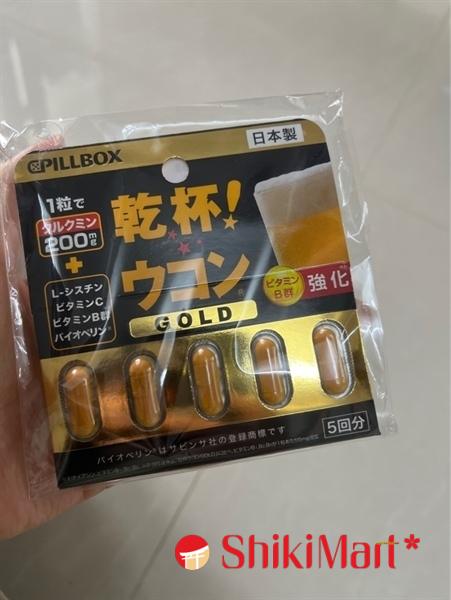 PILLBOX
日本製
1粒で
クルクミン
200mg
+
L-シスチン
ビタミンC
ビタミンB群
バイオペリン®
乾杯!
ウコン®
GOLD
ビタミン
B群
強化
バイオペリン®はサビンサ社の登録商標です
5回分
ShikiMart*